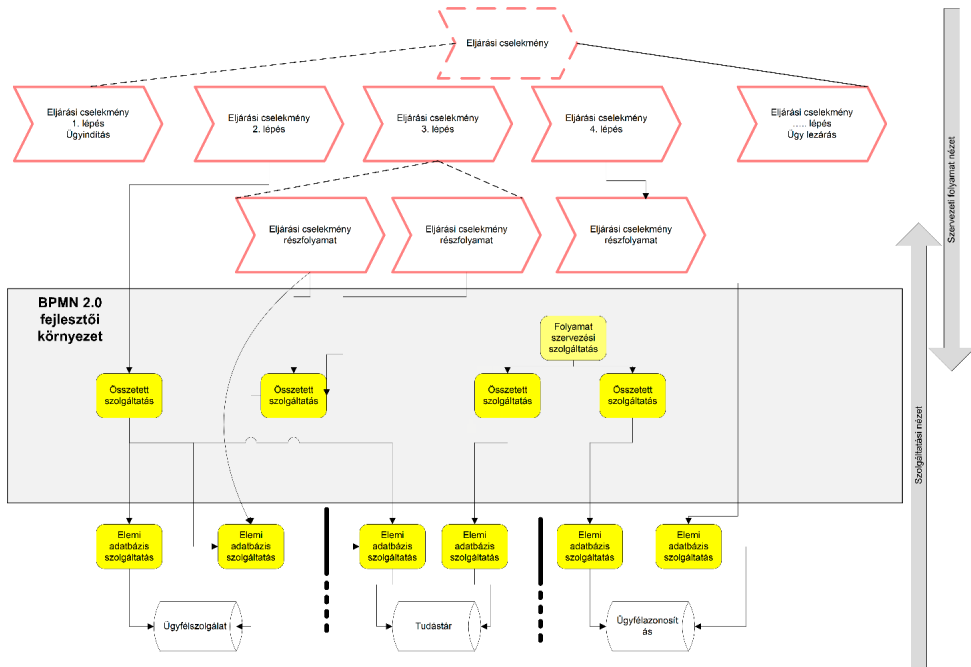 Eljárási cselekmény
Eljárási cselekmény
1. lépés
Ügyindítás
Eljárási cselekmény
2. lépés
Eljárási cselekmény
3. lépés
Eljárási cselekmény
4. lépés
Eljárási cselekmény
..... lépés
Ügy lezárás
Szervezeti folyamat nézet
Eljárási cselekmény
részfolyamat
Eljárási cselekmény
részfolyamat
Eljárási cselekmény
részfolyamat
BPMN 2.0
fejlesztői
környezet
Folyamat
szervezési
szolgáltatás
Összetett
szolgáltatás
Összetett
szolgáltatás
Összetett
szolgáltatás
Összetett
szolgáltatás
Szolgáltatási nézet
Elemi
adatbázis
szolgáltatás
Elemi
adatbázis
szolgáltatás
Elemi
adatbázis
szolgáltatás
Elemi
adatbázis
szolgáltatás
Elemi
adatbázis
szolgáltatás
Elemi
adatbázis
szolgáltatás
Ügyfélszolgálat
Tudástár
Ügyfélazonosít
ás